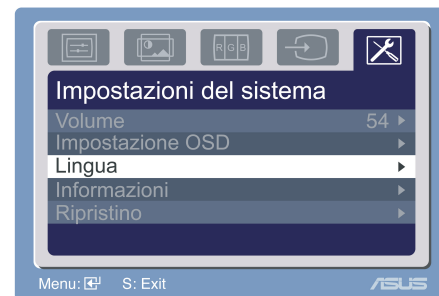 R G B
Impostazioni del sistema
Volume 54
Impostazione OSD
Lingua
Informazioni
Ripristino
Menu: S: Exit
ASUS